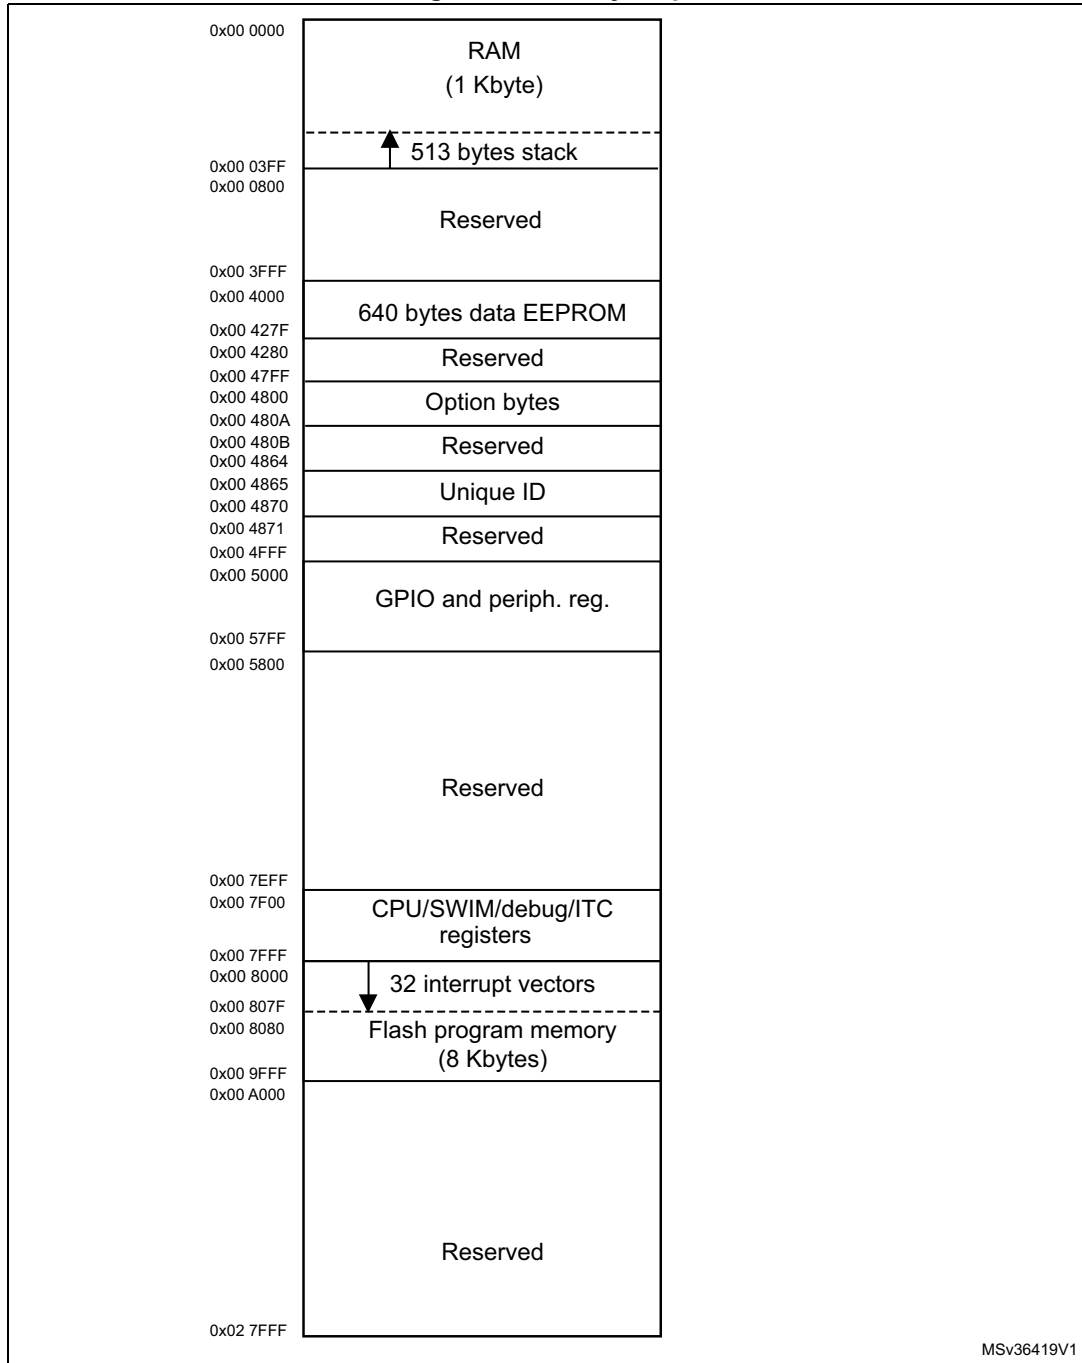 0x00 0000
RAM
(1 Kbyte)
513 bytes stack
0x00 03FF
0x00 0800
Reserved
0x00 3FFF
0x00 4000
640 bytes data EEPROM
0x00 427F
0x00 4280
Reserved
0x00 47FF
0x00 4800
Option bytes
0x00 480A
0x00 480B
Reserved
0x00 4864
0x00 4865
Unique ID
0x00 4870
0x00 4871
Reserved
0x00 4FFF
0x00 5000
GPIO and periph. reg.
0x00 57FF
0x00 5800
Reserved
0x00 7EFF
0x00 7F00
CPU/SWIM/debug/ITC
registers
0x00 7FFF
0x00 8000
32 interrupt vectors
0x00 807F
0x00 8080
Flash program memory
(8 Kbytes)
0x00 9FFF
0x00 A000
Reserved
0x02 7FFF
MSv36419V1